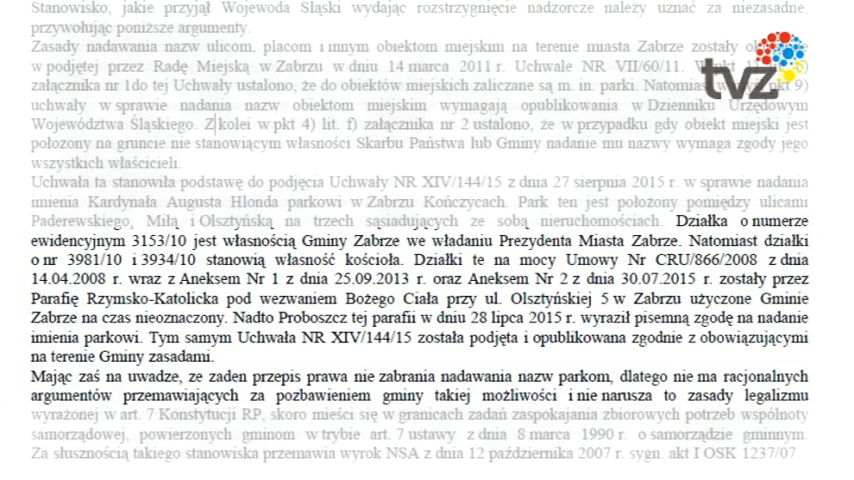 Stanowisko, jakie przyjął Wojewoda Śląski wydając rozstrzygnięcie nadzorcze należy uznać za niezasadne,
przywołując poniższe argumenty.
Zasady nadawania nazw ulicom, placom i innym obiektom miejskim na terenie miasta Zabrze zostały
w podjętej przez Radę Miejską w Zabrzu w dniu 14 marca 2011 r. Uchwale NR VII/60/11.
załącznika nr 1do tej Uchwały ustalono, że do obiektów miejskich zaliczane są m. in. parki. Natomiast pkt 9)
uchwały w sprawie nadania nazw obiektom miejskim wymagają opublikowania w Dzienniku Urzędowym
Województwa Śląskiego. Z kolei w pkt 4) lit. f) załącznika nr 2 ustalono, że w przypadku gdy obiekt miejski jest
położony na gruncie nie stanowiącym własności Skarbu Państwa lub Gminy nadanie mu nazwy wymaga zgody jego
wszystkich właścicieli.
Uchwała ta stanowiła podstawę do podjęcia Uchwały NR XIV/144/15 z dnia 27 sierpnia 2015 r. w sprawie nadania
imienia Kardynała Augusta Hlonda parkowi w Zabrzu Kończycach. Park ten jest położony pomiędzy ulicami
Paderewskiego, Miłą i Olsztyńską na trzech sąsiadujących ze sobą nieruchomościach. Działka o numerze
ewidencyjnym 3153/10 jest własnością Gminy Zabrze we władaniu Prezydenta Miasta Zabrze. Natomiast działki
o nr 3981/10 i 3934/10 stanowią własność kościoła. Działki te na mocy Umowy Nr CRU/866/2008 z dnia
14.04.2008 r. wraz z Aneksem Nr 1 z dnia 25.09.2013 r. oraz Aneksem Nr 2 z dnia 30.07.2015 r. zostały przez
Parafię Rzymsko-Katolicka pod wezwaniem Bożego Ciała przy ul. Olsztyńskiej 5 w Zabrzu użyczone Gminie
Zabrze na czas nieoznaczony. Nadto Proboszcz tej parafii w dniu 28 lipca 2015 r. wyraził pisemną zgodę na nadanie
imienia parkowi. Tym samym Uchwała NR XIV/144/15 została podjęta i opublikowana zgodnie z obowiązującymi
na terenie Gminy zasadami.
Mając zaś na uwadze, ze zaden przepis prawa nie zabrania nadawania nazw parkom, dlatego nie ma racjonalnych
argumentów przemawiających za pozbawieniem gminy takiej możliwości i nie narusza to zasady legalizmu
wyrażonej w art. 7 Konstytucji RP, skoro mieści się w granicach zadań zaspokajania zbiorowych potrzeb wspólnoty
samorządowej, powierzonych gminom w trybie art. 7 ustawy z dnia 8 marca 1990 r. o samorządzie gminnym.
Za słusznością takiego stanowiska przemawia wyrok NSA z dnia 12 października 2007 r. sygn. akt I OSK 1237/07.
tvz